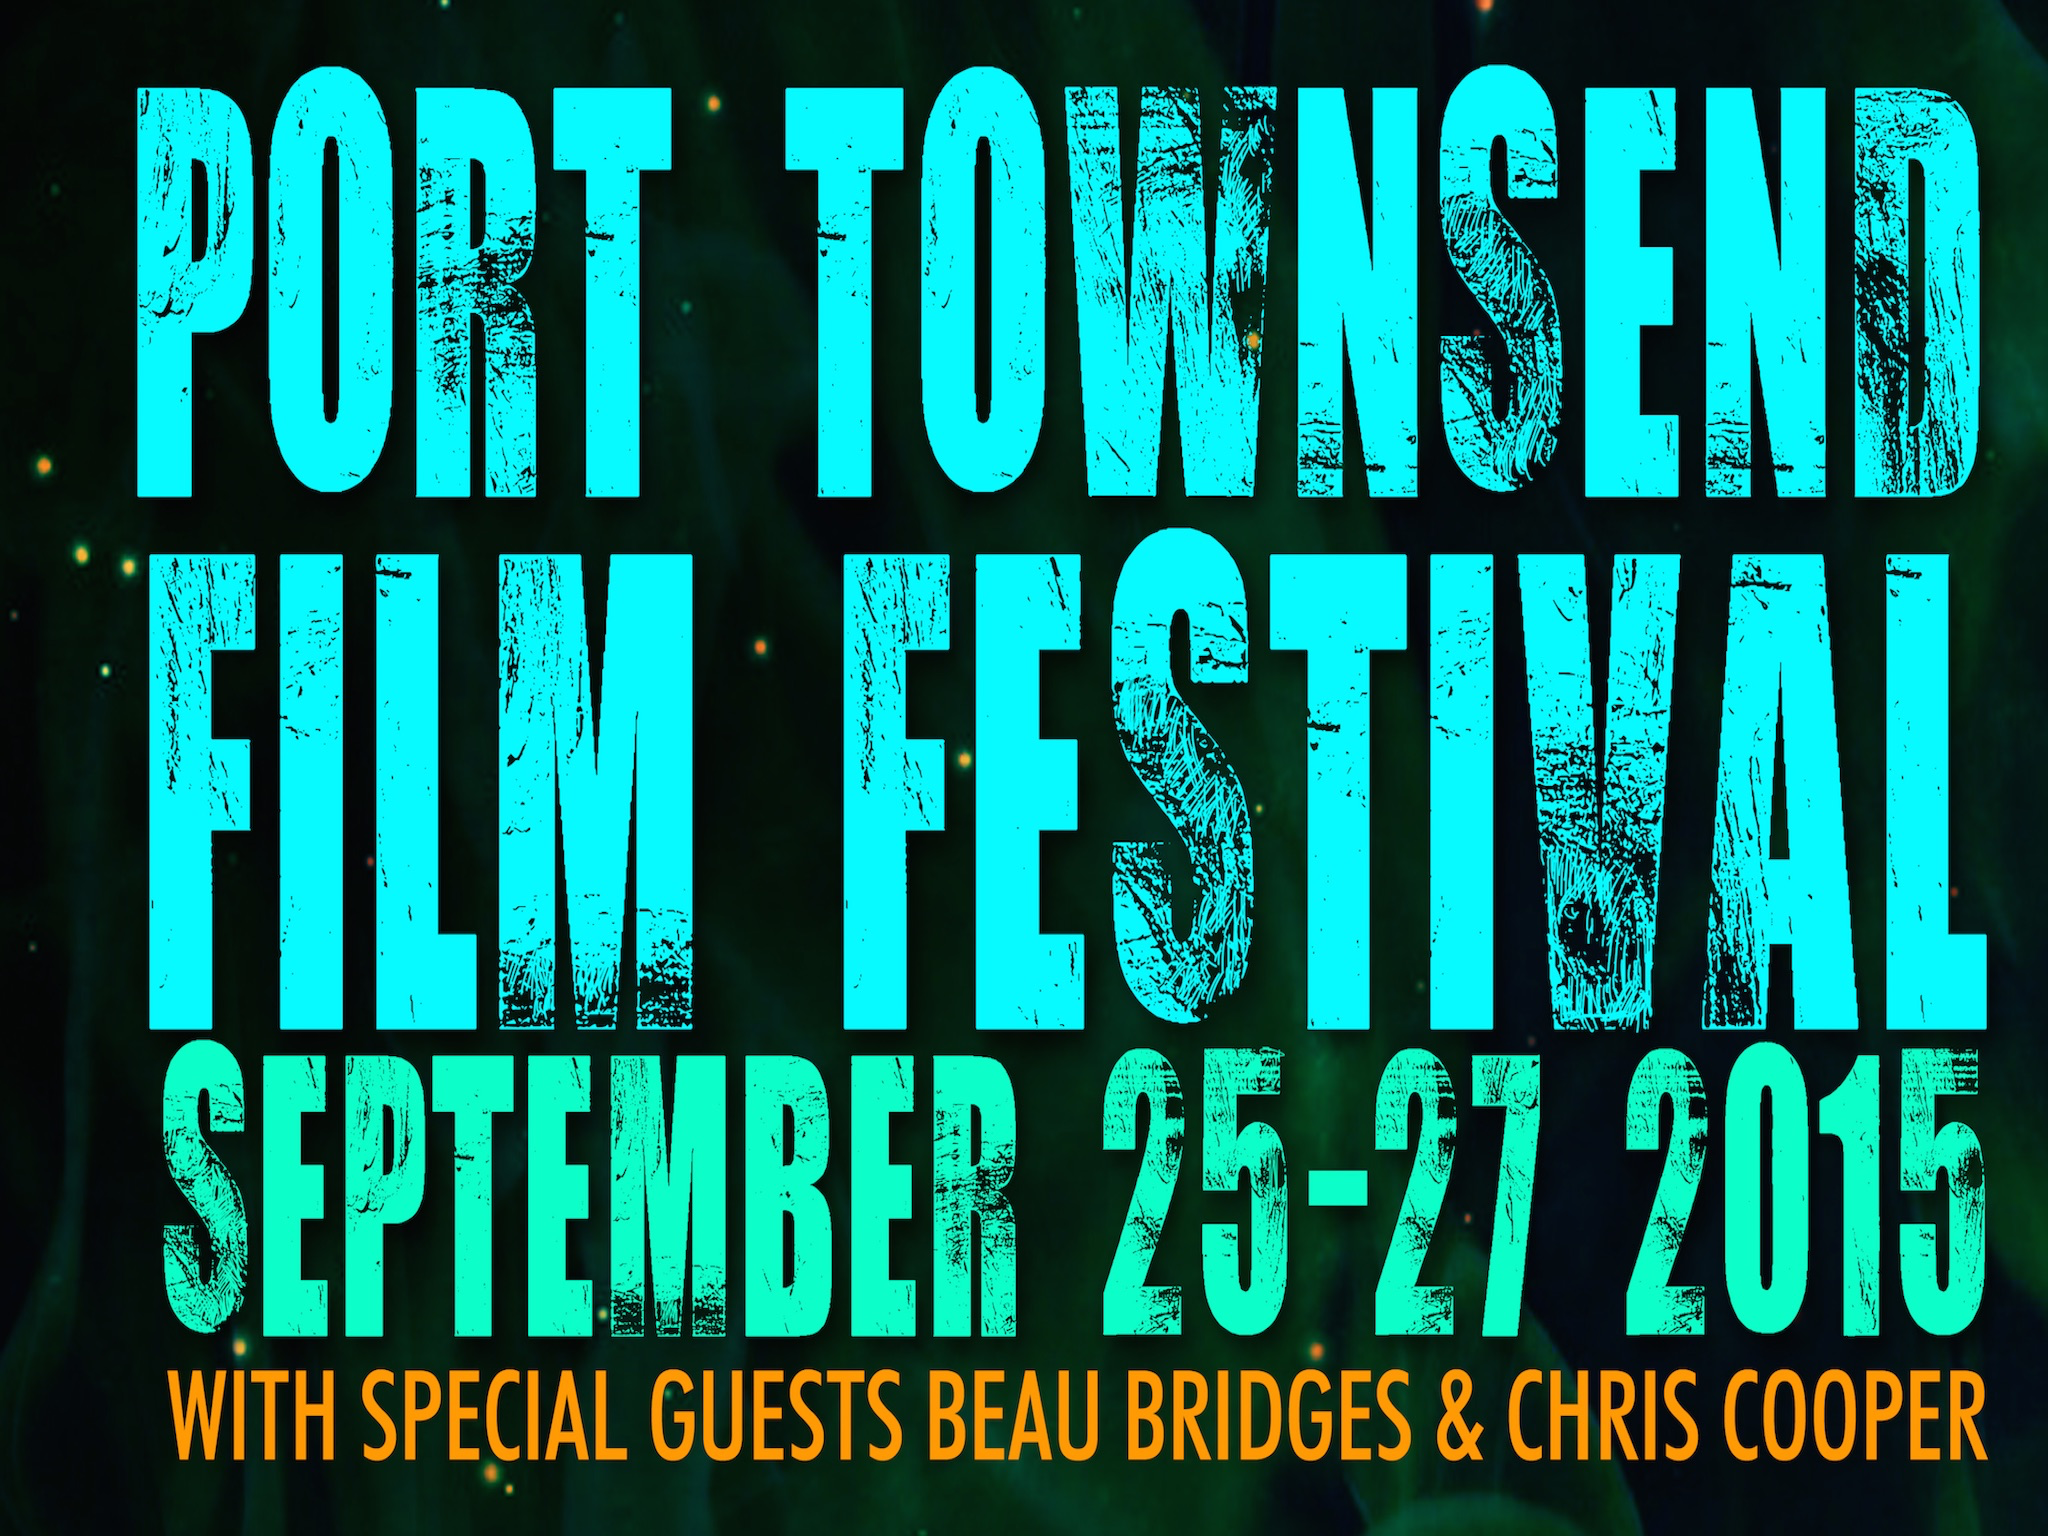 PORT TOWNSEND
FILM FESTIVAL
SEPTEMBER 25-27 2015
WITH SPECIAL GUESTS BEAU BRIDGES & CHRIS COOPER